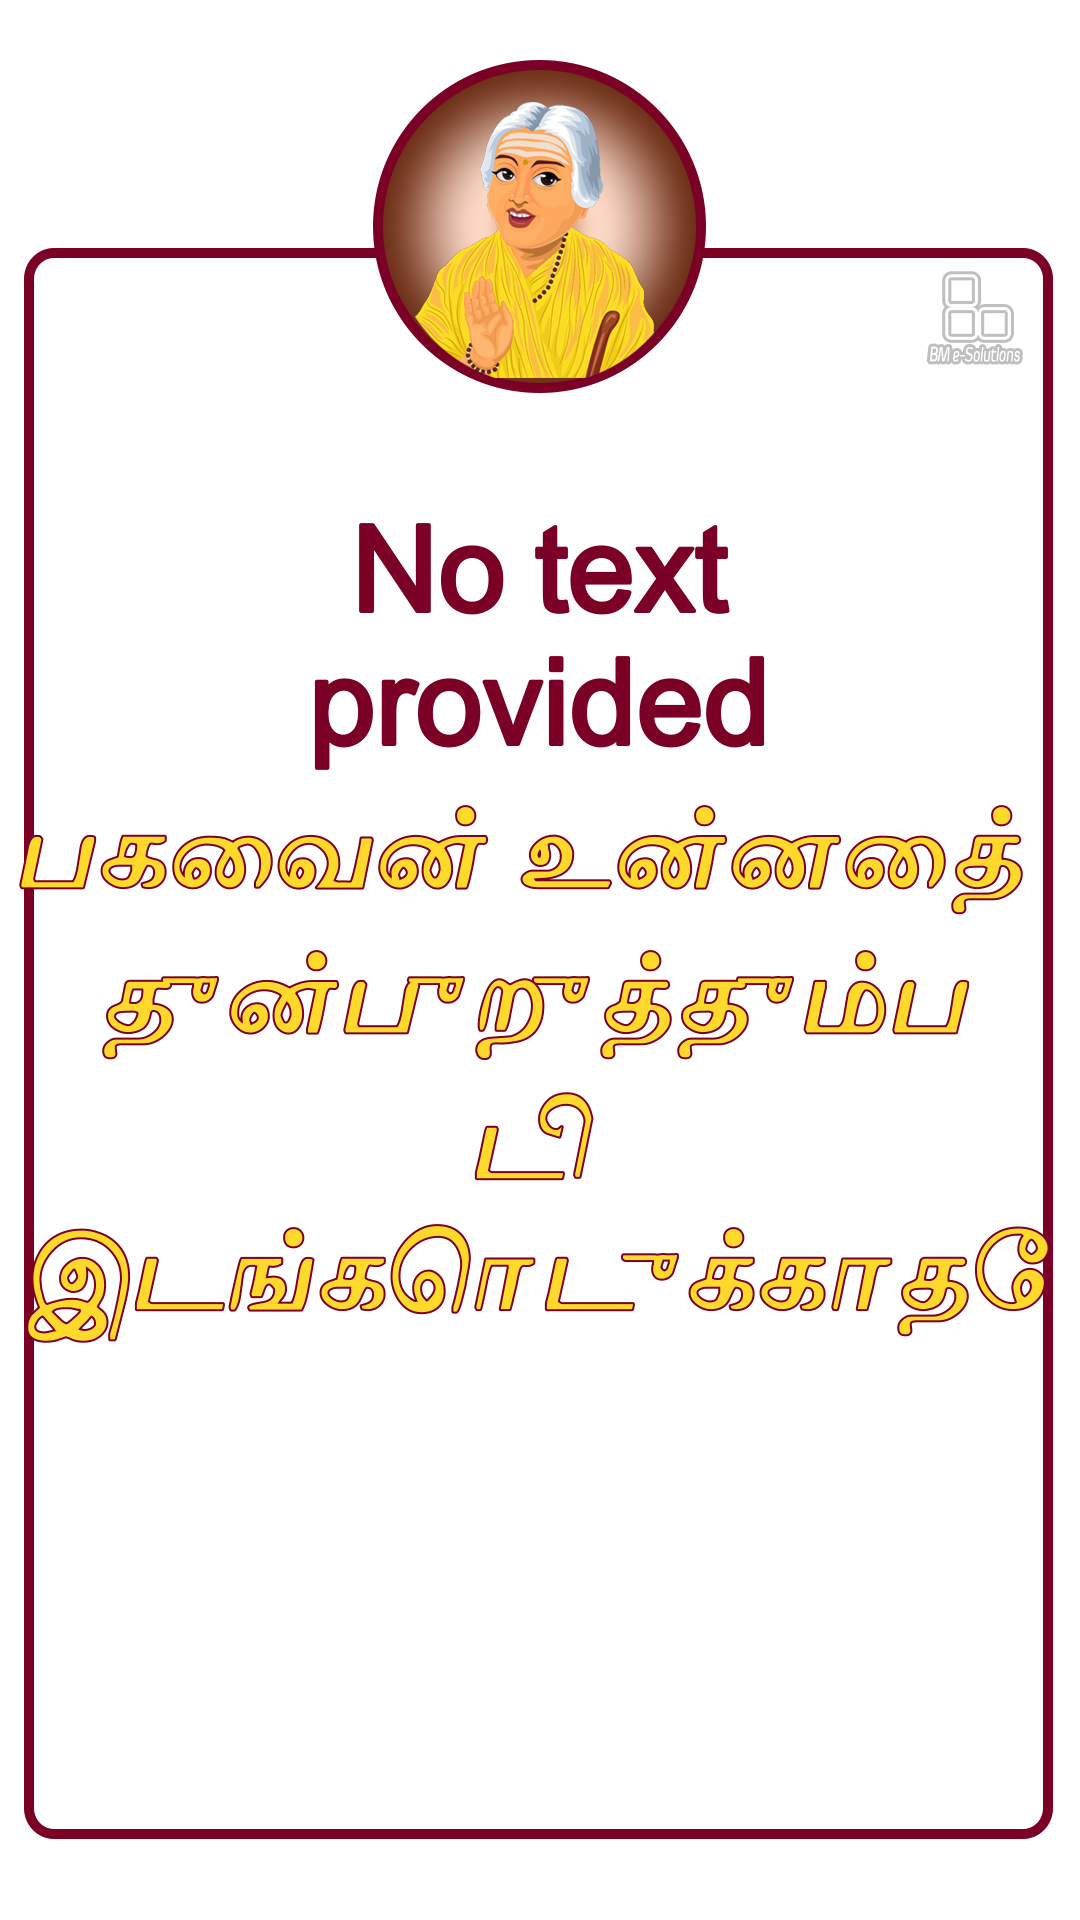 BM e-Solutions
No text
provided
பகைவன் உன்னைத்
துன்புறுத்தும்ப
டி
இடங்கொடுக்காதே